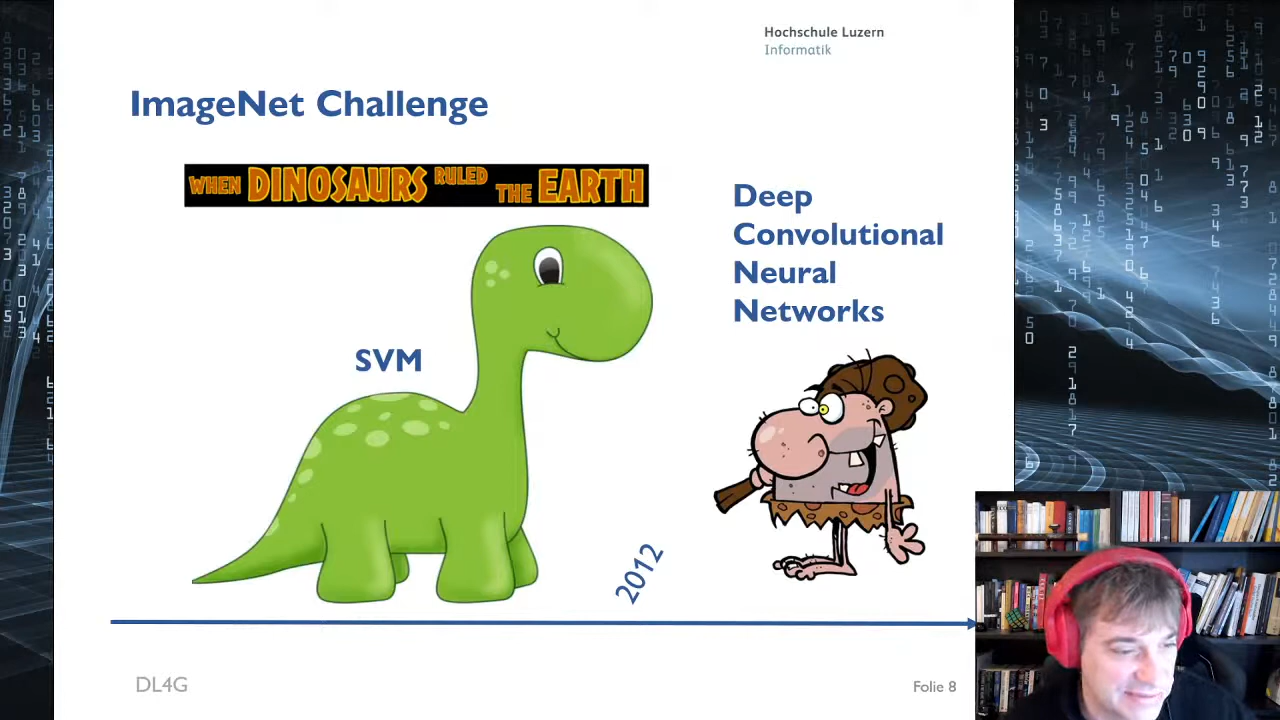 Hochschule Luzern
Informatik
ImageNet Challenge
WHEN DINOSAURS RULED THE EARTH
Deep
Convolutional
Neural
Networks
SVM
2012
DL4G
Folie 8